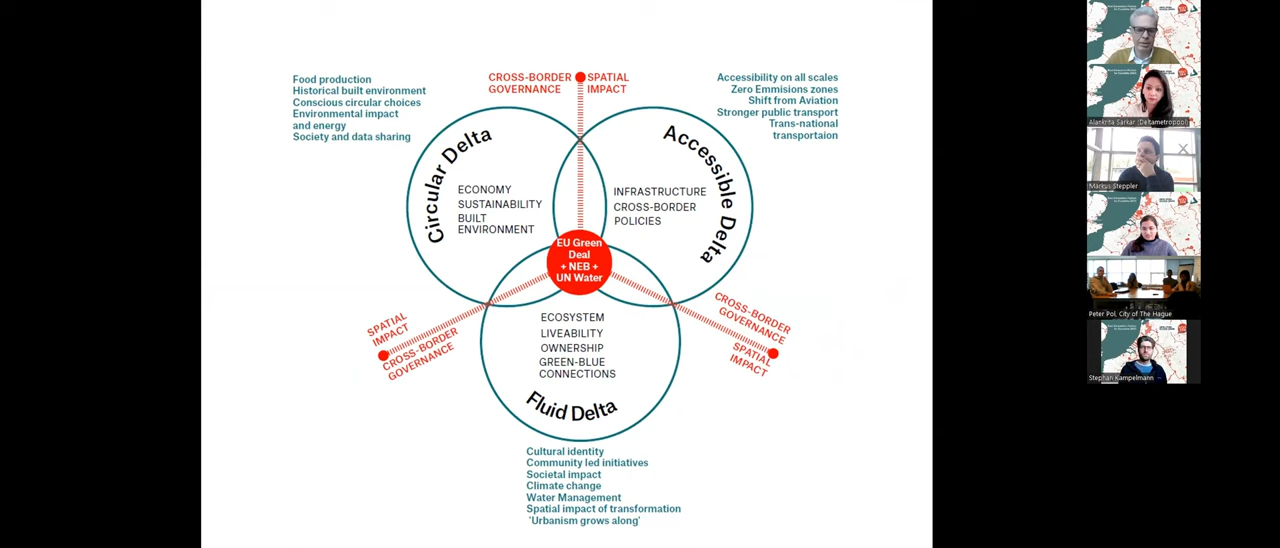 Food production
Historical built environment
Conscious circular choices
Environmental impact
and energy
Society and data sharing
CROSS-BORDER
GOVERNANCE
SPATIAL
IMPACT
Accessibility on all scales
Zero Emmisions zones
Shift from Aviation
Stronger public transport
Trans-national
transportaion
Circular Delta
ECONOMY
SUSTAINABILITY
BUILT
ENVIRONMENT
Accessible Delta
INFRASTRUCTURE
CROSS-BORDER
POLICIES
EU Green
Deal
+ NEB +
UN Water
SPATIAL
IMPACT
CROSS-BORDER
GOVERNANCE
CROSS-BORDER
GOVERNANCE
SPATIAL
IMPACT
ECOSYSTEM
LIVEABILITY
OWNERSHIP
GREEN-BLUE
CONNECTIONS
Fluid Delta
Cultural identity
Community led initiatives
Societal impact
Climate change
Water Management
Spatial impact of transformation
'Urbanism grows along'
Alankrita Sarkar (Deltametropool)
Markus Steppler
Peter Pol, City of The Hague
Stephan Kampelmann